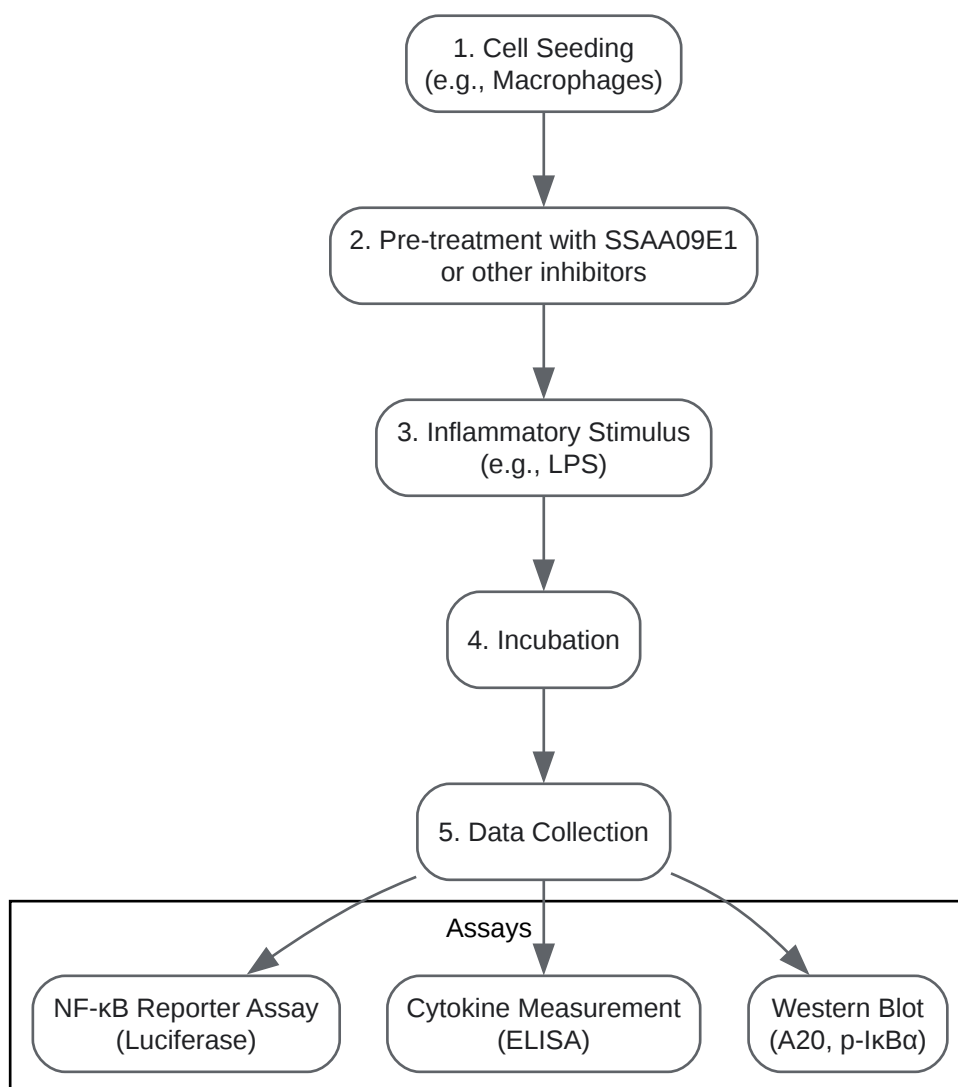 1. Cell Seeding
(e.g., Macrophages)
2. Pre-treatment with SSAA09E1
or other inhibitors
3. Inflammatory Stimulus
(e.g., LPS)
4. Incubation
5. Data Collection
Assays
NF-κB Reporter Assay
(Luciferase)
Cytokine Measurement
(ELISA)
Western Blot
(A20, p-IκBα)